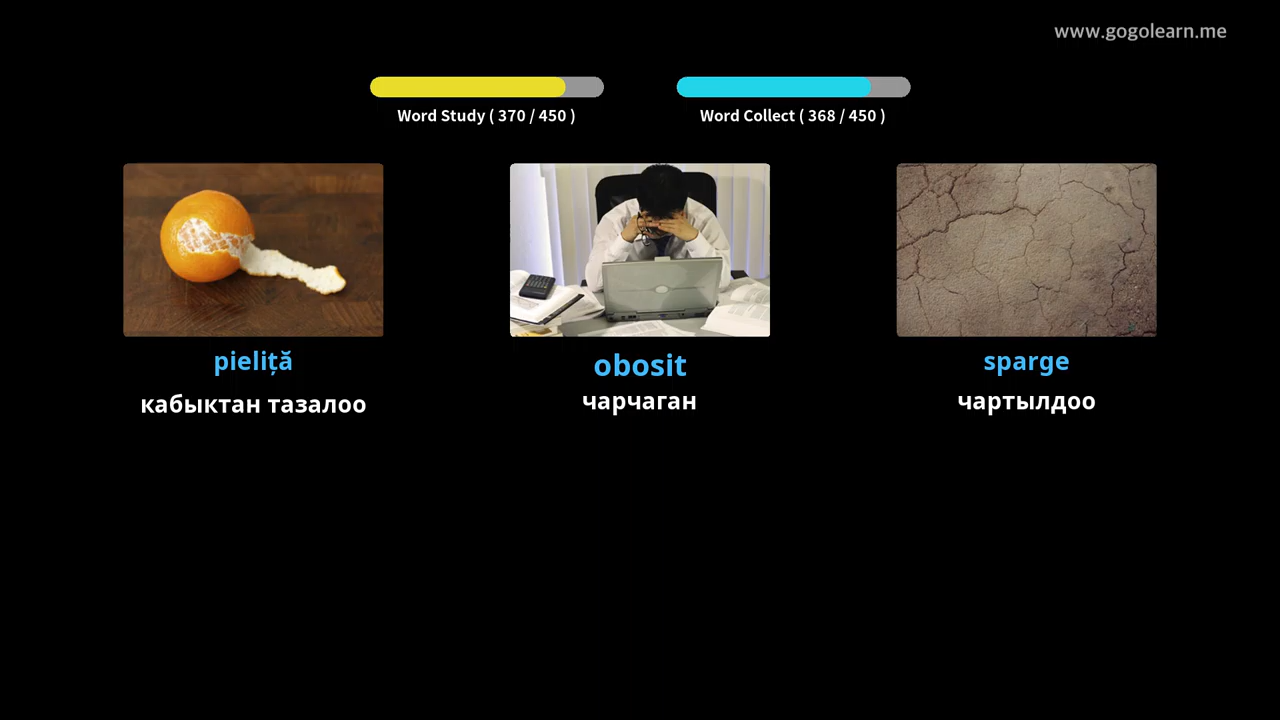 www.gogolearn.me
Word Study ( 370 / 450 )
Word Collect ( 368 / 450 )
pieliță
obosit
sparge
кабыктан тазалоо
чарчаган
чартылдоо